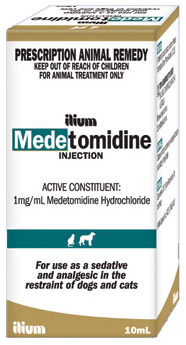 PRESCRIPTION ANIMAL REMEDY
KEEP OUT OF REACH OF CHILDREN
FOR ANIMAL TREATMENT ONLY
ilium
Medetomidine
INJECTION
ACTIVE CONSTITUENT:
1mg/mL Medetomidine Hydrochloride
For use as a sedative
and analgesic in the
restraint of dogs and cats
ilium
10mL